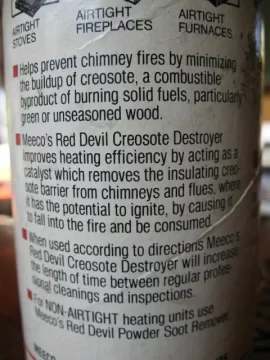 AIRTIGHT AIRTIGHT AIRTIGHT
STOVES FIREPLACES FURNACES
Helps prevent chimney fires by minimizing
the buildup of creosote, a combustible
byproduct of burning solid fuels, particularly
green or unseasoned wood.
Meeco's Red Devil Creosote Destroyer
improves heating efficiency by acting as a
catalyst which removes the insulating creo-
sote barrier from chimneys and flues, where
it has the potential to ignite, by causing it
to fall into the fire and be consumed
When used according to directions Meeco's
Red Devil Creosote Destroyer will increase
the length of time between regular profes-
sional cleanings and inspections.
For NON-AIRTIGHT heating units use
Meeco's Red Devil Powder Soot Remover